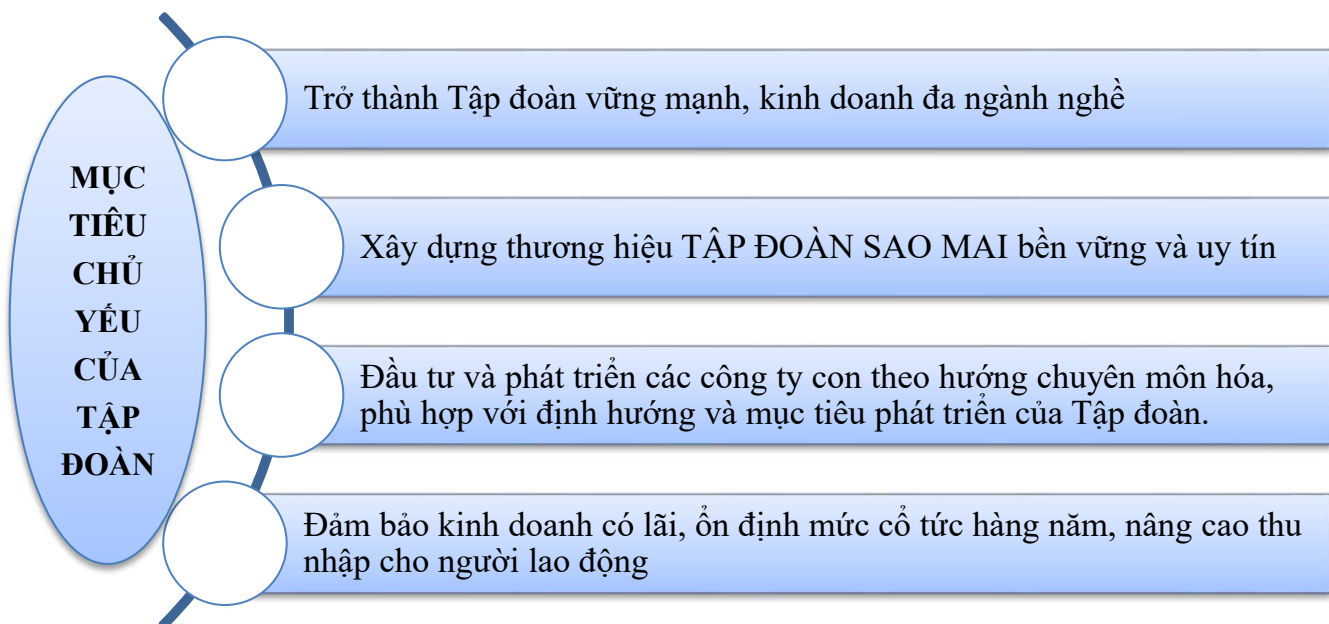 MỤC
TIÊU
CHỦ
YẾU
CỦA
TẬP
ĐOÀN
Trở thành Tập đoàn vững mạnh, kinh doanh đa ngành nghề
Xây dựng thương hiệu TẬP ĐOÀN SAO MAI bền vững và uy tín
Đầu tư và phát triển các công ty con theo hướng chuyên môn hóa,
phù hợp với định hướng và mục tiêu phát triển của Tập đoàn.
Đảm bảo kinh doanh có lãi, ổn định mức cổ tức hàng năm, nâng cao thu
nhập cho người lao động